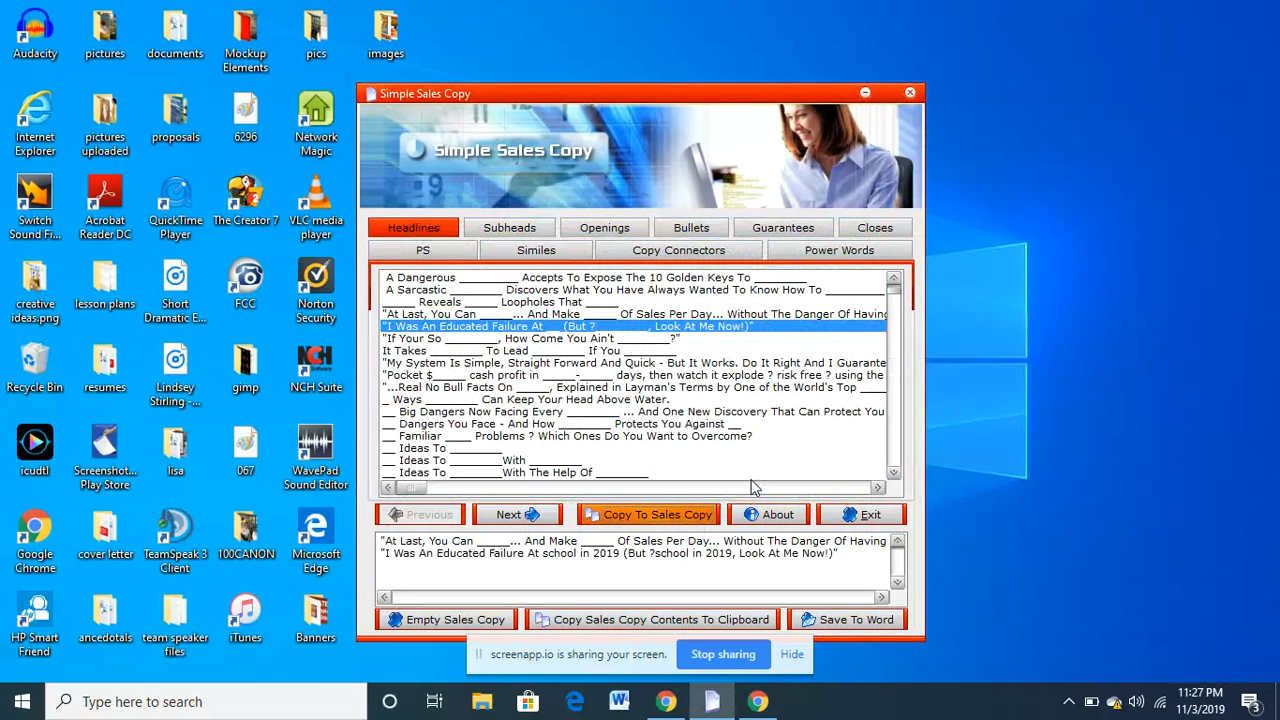 Audacity
pictures
documents
Mockup
Elements
pics
images
Internet
Explorer
pictures
uploaded
proposals
6296
Network
Magic
Switch
Sound Fi...
Acrobat
Reader DC
QuickTime
Player
The Creator 7
VLC media
player
creative
ideas.png
lesson plans
Short
Dramatic E...
FCC
Norton
Security
Recycle Bin
resumes
Lindsey
Stirling -...
gimp
NCH Suite
icudtl
Screenshot...
Play Store
lisa
067
WavePad
Sound Editor
Google
Chrome
cover letter
TeamSpeak 3
Client
100CANON
Microsoft
Edge
HP Smart
Friend
ancedotals
team speaker
files
iTunes
Banners
Simple Sales Copy
Simple Sales Copy
Headlines Subheads Openings Bullets Guarantees Closes
PS Similes Copy Connectors Power Words
A Dangerous ________ Accepts To Expose The 10 Golden Keys To ________
A Sarcastic ________ Discovers What You Have Always Wanted To Know How To ________
_____ Reveals _____ Loopholes That _____
"At Last, You Can _____... And Make _____ Of Sales Per Day... Without The Danger Of Having
"I Was An Educated Failure At __ (But ?________, Look At Me Now!)"
"If Your So ________, How Come You Ain't ________?"
It Takes ________ To Lead ________ If You ________
"My System Is Simple, Straight Forward And Quick - But It Works. Do It Right And I Guarante
"Pocket $_____ cash profit in _____-_____ days, then watch it explode ? risk free ? using the
"...Real No Bull Facts On _____, Explained in Layman's Terms by One of the World's Top ____
_ Ways ________ Can Keep Your Head Above Water.
__ Big Dangers Now Facing Every ________ ... And One New Discovery That Can Protect You
__ Dangers You Face - And How ________ Protects You Against __
__ Familiar ____ Problems ? Which Ones Do You Want to Overcome?
__ Ideas To ________
__ Ideas To ________With ________
__ Ideas To ________With The Help Of ________
Previous Next Copy To Sales Copy About Exit
"At Last, You Can _____... And Make _____ Of Sales Per Day... Without The Danger Of Having
"I Was An Educated Failure At school in 2019 (But ?school in 2019, Look At Me Now!)"
Empty Sales Copy Copy Sales Copy Contents To Clipboard Save To Word
screenapp.io is sharing your screen. Stop sharing Hide
Type here to search
11:27 PM
11/3/2019
3